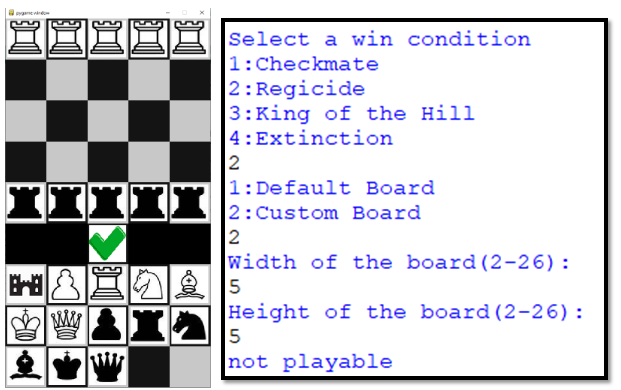 pygame window
Select a win condition
1:Checkmate
2:Regicide
3:King of the Hill
4:Extinction
2
1:Default Board
2:Custom Board
2
Width of the board(2-26):
5
Height of the board(2-26):
5
not playable